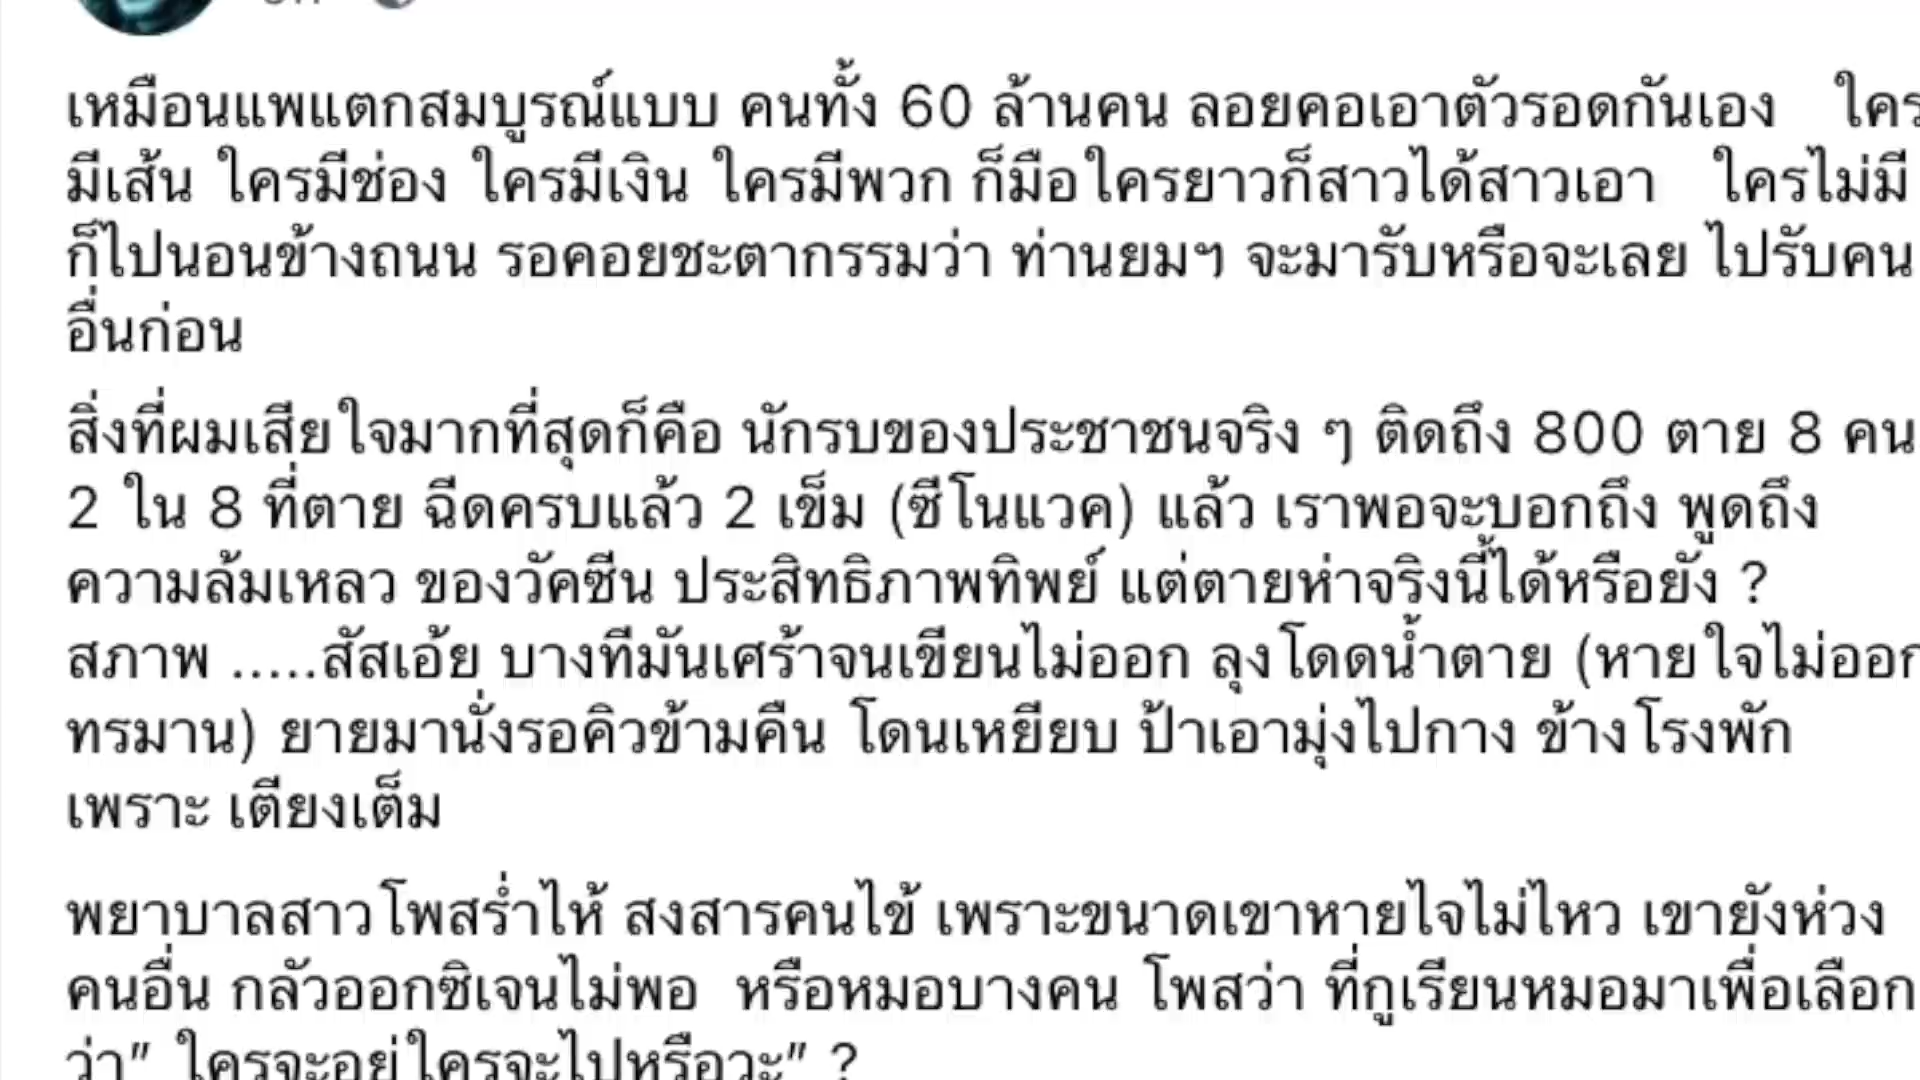 เหมือนแพแตกสมบูรณ์แบบ คนทั้ง 60 ล้านคน ลอยคอเอาตัวรอดกันเอง ใคร
มีเส้น ใครมีช่อง ใครมีเงิน ใครมีพวก ก็มือใครยาวก็สาวได้สาวเอา ใครไม่มี
ก็ไปนอนข้างถนน รอคอยชะตากรรมว่า ท่านยมฯ จะมารับหรือจะเลย ไปรับคน
อื่นก่อน
สิ่งที่ผมเสียใจมากที่สุดก็คือ นักรบของประชาชนจริง ๆ ติดถึง 800 ตาย 8 คน
2 ใน 8 ที่ตาย ฉีดครบแล้ว 2 เข็ม (ซีโนแวค) แล้ว เราพอจะบอกถึง พูดถึง
ความล้มเหลว ของวัคซีน ประสิทธิภาพทิพย์ แต่ตายห่าจริงนี้ได้หรือยัง ?
สภาพ .....สัสเอ้ย บางทีมันเศร้าจนเขียนไม่ออก ลุงโดดน้ำตาย (หายใจไม่ออก
ทรมาน) ยายมานั่งรอคิวข้ามคืน โดนเหยียบ ป้าเอามุ่งไปกาง ข้างโรงพัก
เพราะ เตียงเต็ม
พยาบาลสาวโพสร่ำไห้ สงสารคนไข้ เพราะขนาดเขาหายไจไม่ไหว เขายังห่วง
คนอื่น กลัวออกซิเจนไม่พอ หรือหมอบางคน โพสว่า ที่กูเรียนหมอมาเพื่อเลือก
ว่า" ใครจะอยู่ใครจะไปหรือวะ" ?